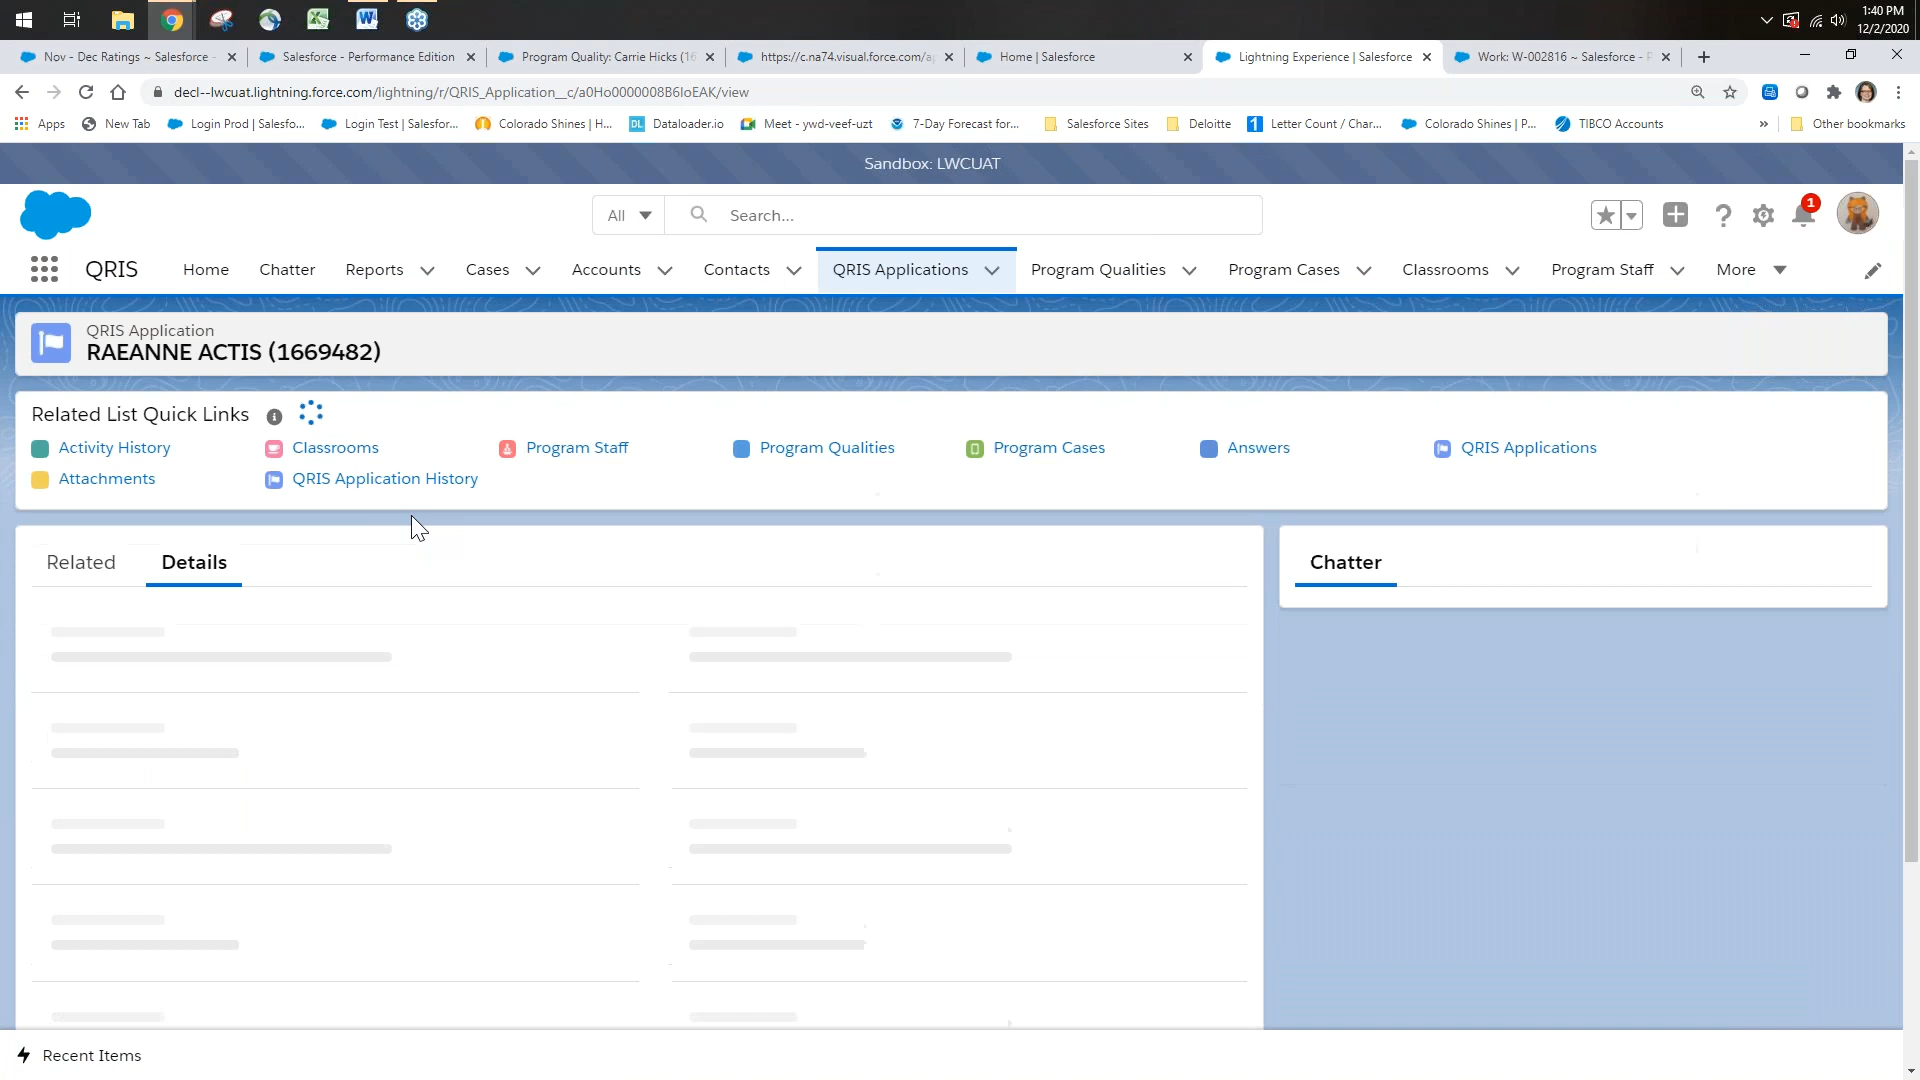 1:40 PM
12/2/2020
Nov - Dec Ratings ~ Salesforce -
Salesforce - Performance Edition
Program Quality: Carrie Hicks (16
https://c.na74.visual.force.com/a
Home | Salesforce
Lightning Experience | Salesforce
Work: W-002816 ~ Salesforce - P
decl--lwcuat.lightning.force.com/lightning/r/QRIS_Application__c/a0Ho0000008B6loEAK/view
Apps
New Tab
Login Prod | Salesfo...
Login Test | Salesfor...
Colorado Shines | H...
DL Dataloader.io
Meet - ywd-veef-uzt
7-Day Forecast for...
Salesforce Sites
Deloitte
1 Letter Count / Char...
Colorado Shines | P...
TIBCO Accounts
»
Other bookmarks
Sandbox: LWCUAT
All
Search...
1
QRIS
Home
Chatter
Reports
Cases
Accounts
Contacts
QRIS Applications
Program Qualities
Program Cases
Classrooms
Program Staff
More
QRIS Application
RAEANNE ACTIS (1669482)
Related List Quick Links
Activity History
Classrooms
Program Staff
Program Qualities
Program Cases
Answers
QRIS Applications
Attachments
QRIS Application History
Related
Details
Chatter
Recent Items